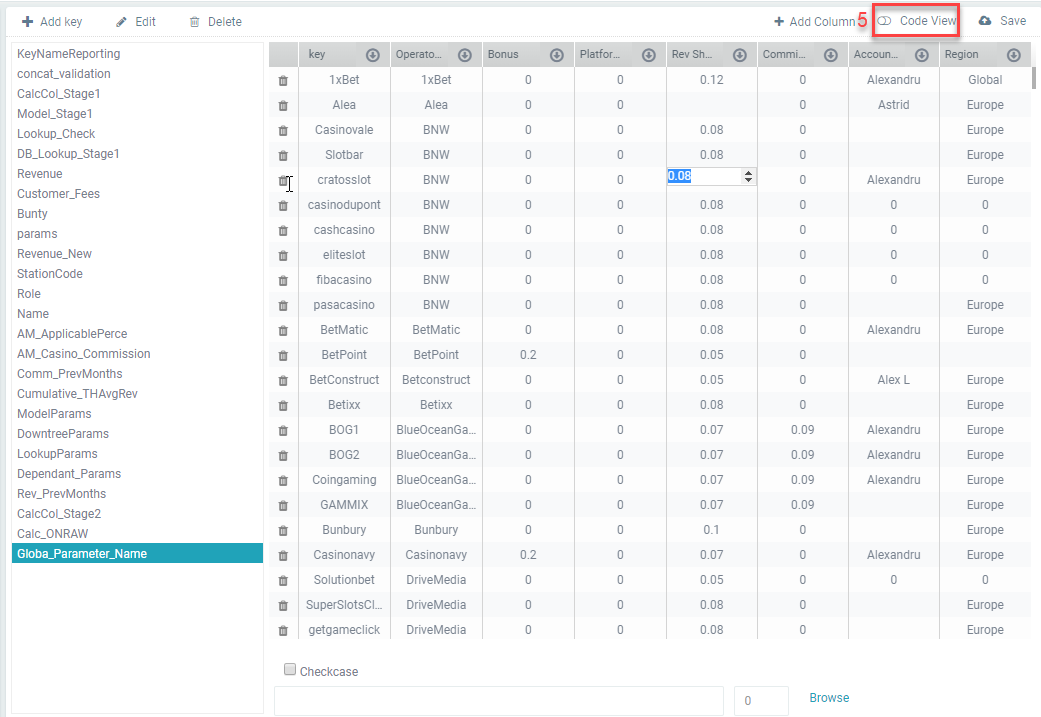 Add key Edit Delete Add Column 5 Code View Save
KeyNameReporting
concat_validation
CalcCol_Stage1
Model_Stage1
Lookup_Check
DB_Lookup_Stage1
Revenue
Customer_Fees
Bunty
params
Revenue_New
StationCode
Role
Name
AM_ApplicablePerce
AM_Casino_Commission
Comm_PrevMonths
Cumulative_THAvgRev
ModelParams
DowntreeParams
LookupParams
Dependant_Params
Rev_PrevMonths
CalcCol_Stage2
Calc_ONRAW
Globa_Parameter_Name
key Operato... Bonus Platfor... Rev Sh... Commi... Accoun... Region
1xBet 1xBet 0 0 0.12 0 Alexandru Global
Alea Alea 0 0 0 Astrid Europe
Casinovale BNW 0 0 0.08 0 Europe
Slotbar BNW 0 0 0.08 0 Europe
cratosslot BNW 0 0 0.08 0 Alexandru Europe
casinodupont BNW 0 0 0.08 0 0 0
cashcasino BNW 0 0 0.08 0 0 0
eliteslot BNW 0 0 0.08 0 0 0
fibacasino BNW 0 0 0.08 0 0 0
pasacasino BNW 0 0 0.08 0 Europe
BetMatic BetMatic 0 0 0.08 0 Alexandru Europe
BetPoint BetPoint 0.2 0 0.05 0
BetConstruct Betconstruct 0 0 0.05 0 Alex L Europe
Betixx Betixx 0 0 0.08 0 Europe
BOG1 BlueOceanGa... 0 0 0.07 0.09 Alexandru Europe
BOG2 BlueOceanGa... 0 0 0.07 0.09 Alexandru Europe
Coingaming BlueOceanGa... 0 0 0.07 0.09 Alexandru Europe
GAMMIX BlueOceanGa... 0 0 0.07 0.09 Europe
Bunbury Bunbury 0 0 0.1 0 Europe
Casinonavy Casinonavy 0.2 0 0.07 0 Alexandru Europe
Solutionbet DriveMedia 0 0 0.05 0 0 0
SuperSlotsCl... DriveMedia 0 0 0.08 0 Europe
getgameclick DriveMedia 0 0 0.08 0 Europe
Checkcase
0 Browse